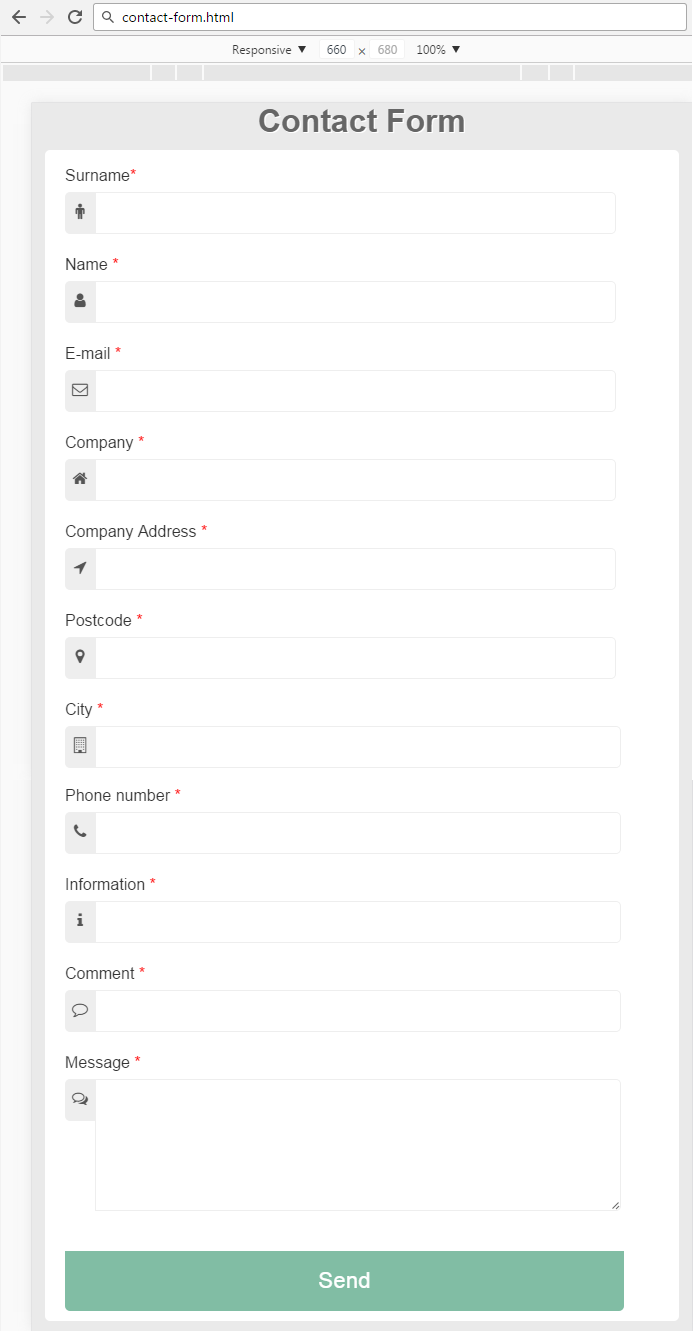 contact-form.html
Responsive ▼ 660 × 680 100% ▼
Contact Form
Surname*
Name *
E-mail *
Company *
Company Address *
Postcode *
City *
Phone number *
Information *
Comment *
Message *
Send